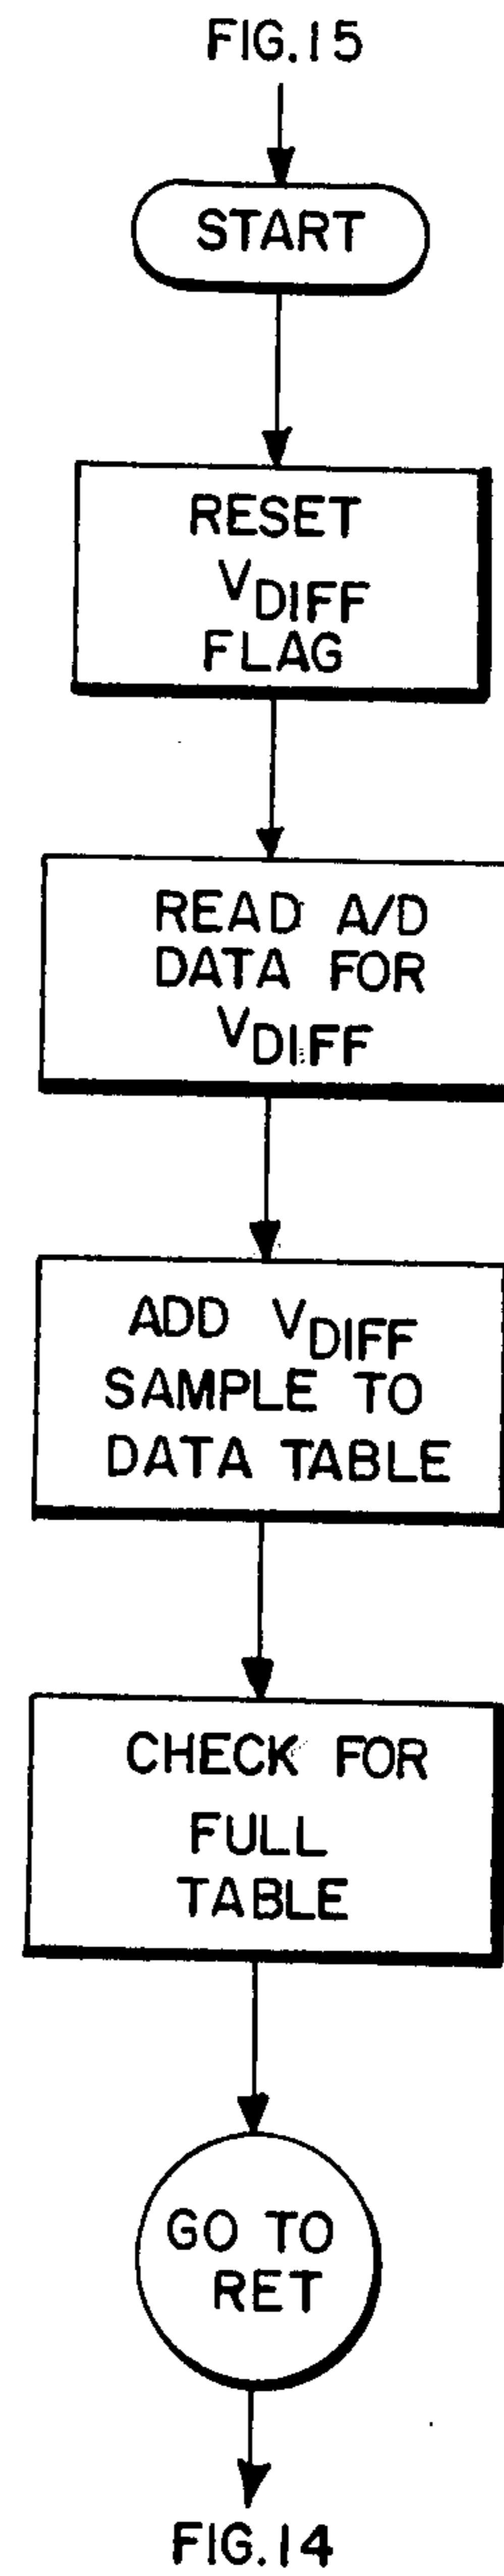 FIG.15
START
RESET
VDIFF
FLAG
READ A/D
DATA FOR
VDIFF
ADD VDIFF
SAMPLE TO
DATA TABLE
CHECK FOR
FULL
TABLE
GO TO
RET
FIG.14